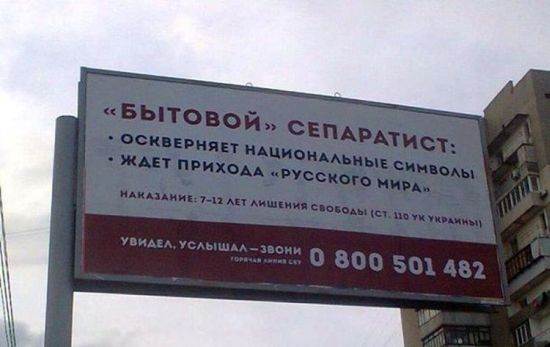 «БЫТОВОЙ» СЕПАРАТИСТ:
• ОСКВЕРНЯЕТ НАЦИОНАЛЬНЫЕ СИМВОЛЫ
• ЖДЕТ ПРИХОДА «РУССКОГО МИРА»
НАКАЗАНИЕ: 7–12 ЛЕТ ЛИШЕНИЯ СВОБОДЫ (СТ. 110 УК УКРАИНЫ)
УВИДЕЛ, УСЛЫШАЛ — ЗВОНИ 0 800 501 482
ГОРЯЧАЯ ЛИНИЯ СБУ